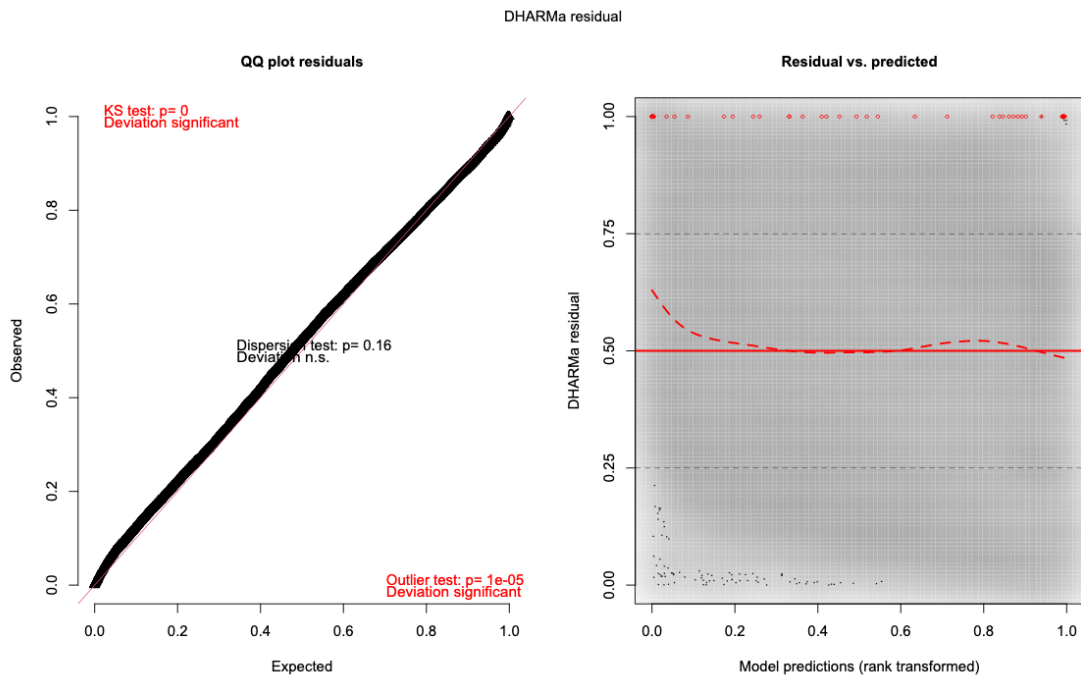 DHARMa residual
QQ plot residuals
KS test: p= 0
Deviation significant
Dispersion test: p= 0.16
Deviation n.s.
Outlier test: p= 1e-05
Deviation significant
Observed
0.0
0.2
0.4
0.6
0.8
1.0
0.0 0.2 0.4 0.6 0.8 1.0
Expected
Residual vs. predicted
DHARMa residual
0.00
0.25
0.50
0.75
1.00
0.0 0.2 0.4 0.6 0.8 1.0
Model predictions (rank transformed)